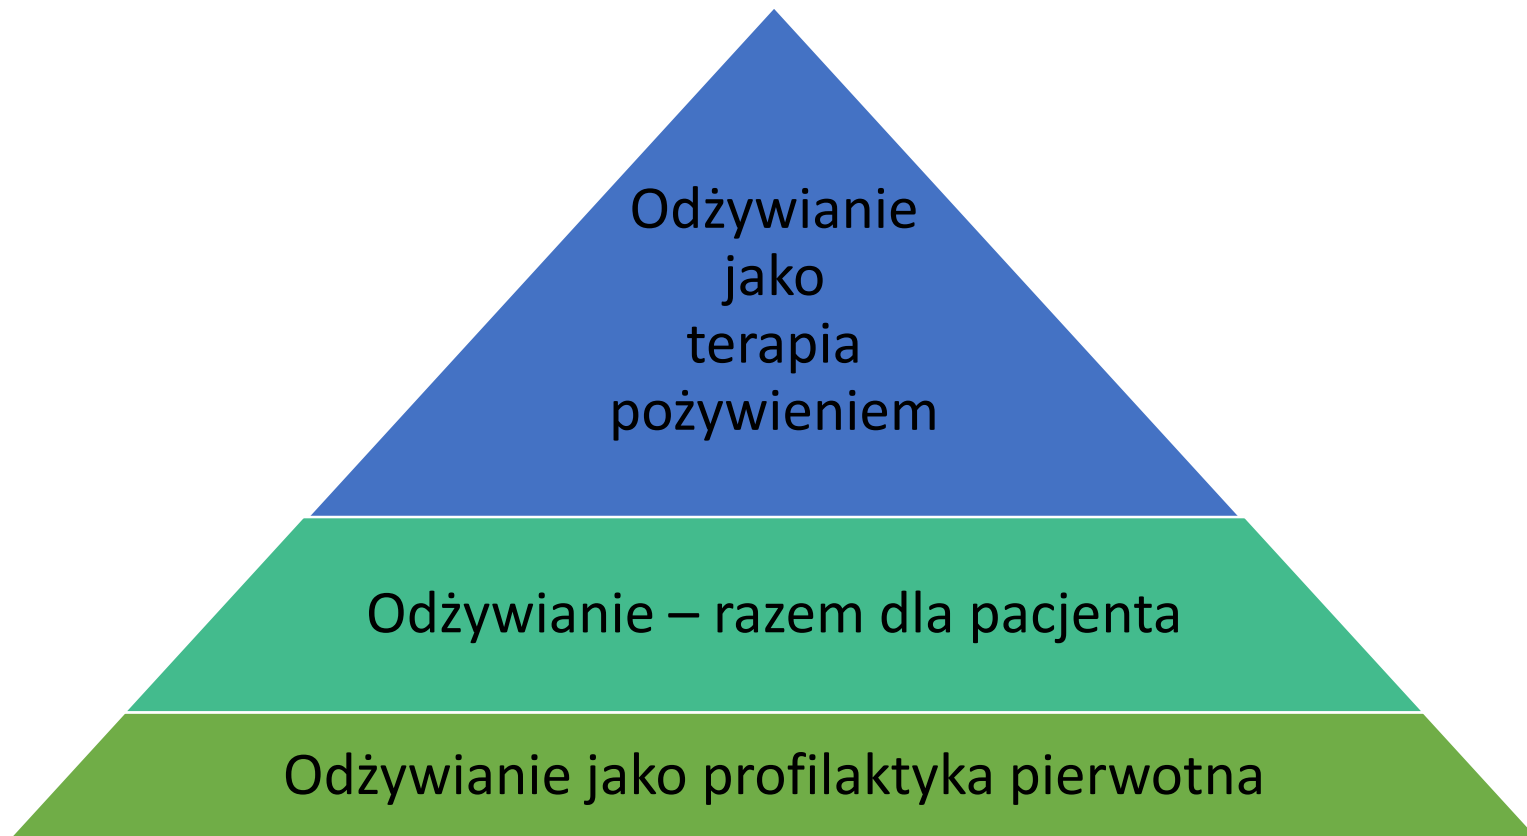 Odżywianie
jako
terapia
pożywieniem
Odżywianie – razem dla pacjenta
Odżywianie jako profilaktyka pierwotna